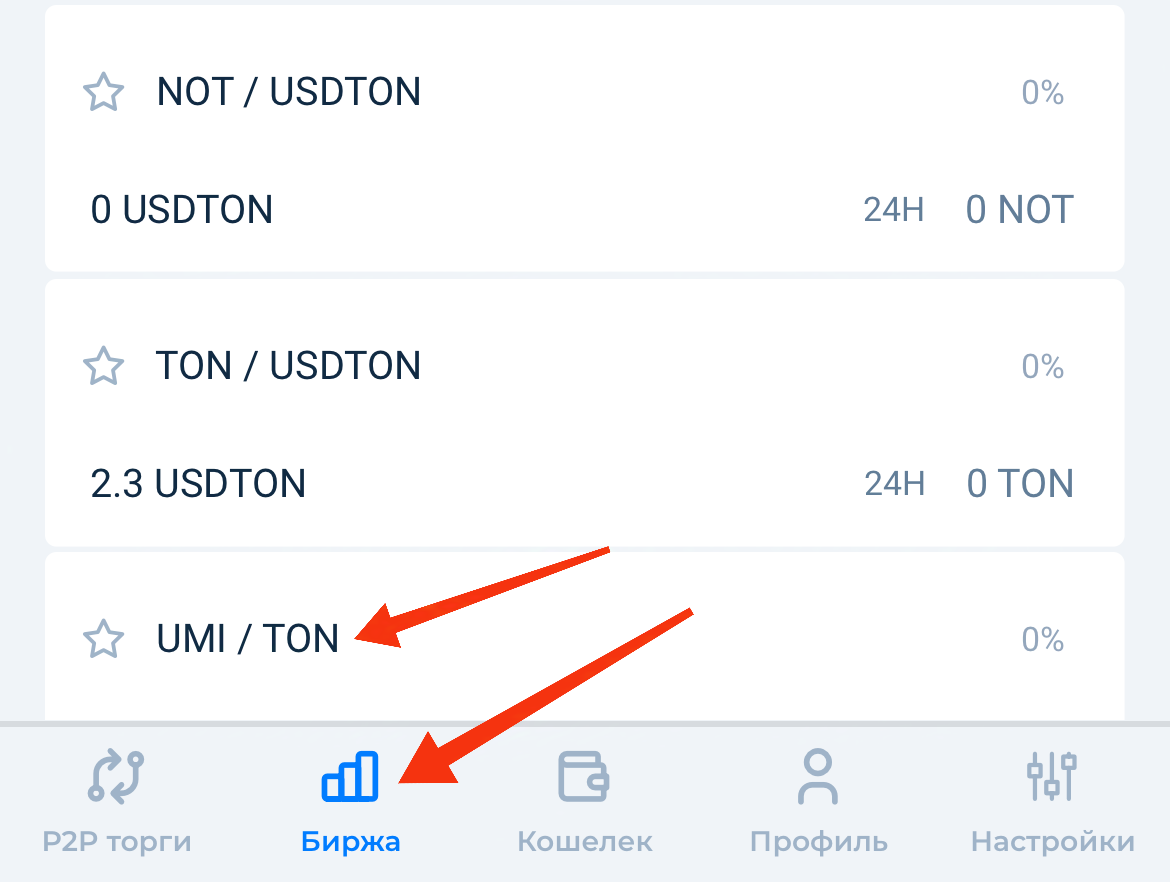 NOT / USDTON 0%
0 USDTON 24H 0 NOT
TON / USDTON 0%
2.3 USDTON 24H 0 TON
UMI / TON 0%
P2P торги Биржа Кошелек Профиль Настройки